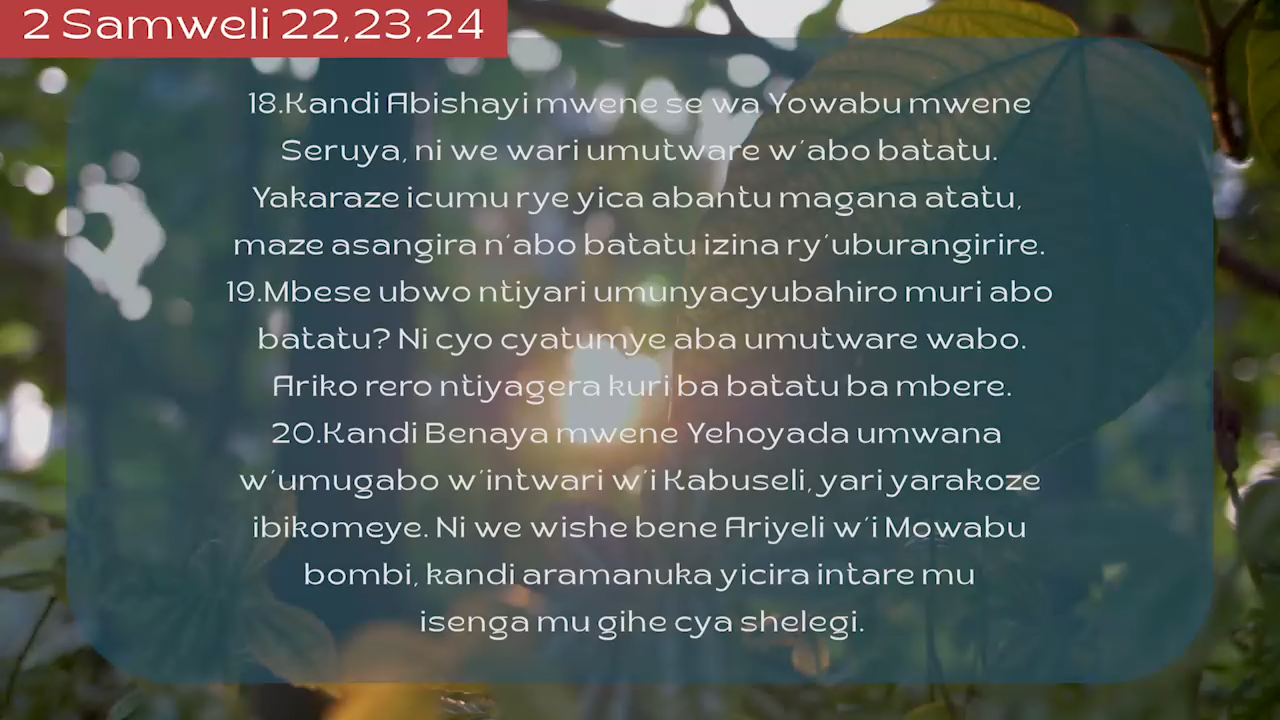 2 Samweli 22,23,24
18.Kandi Abishayi mwene se wa Yowabu mwene
Seruya, ni we wari umutware w'abo batatu.
Yakaraze icumu rye yica abantu magana atatu,
maze asangira n'abo batatu izina ry'uburangirire.
19.Mbese ubwo ntiyari umunyacyubahiro muri abo
batatu? Ni cyo cyatumye aba umutware wabo.
Ariko rero ntiyagera kuri ba batatu ba mbere.
20.Kandi Benaya mwene Yehoyada umwana
w'umugabo w'intwari w'i Kabuseli, yari yarakoze
ibikomeye. Ni we wishe bene Ariyeli w'i Mowabu
bombi, kandi aramanuka yicira intare mu
isenga mu gihe cya shelegi.